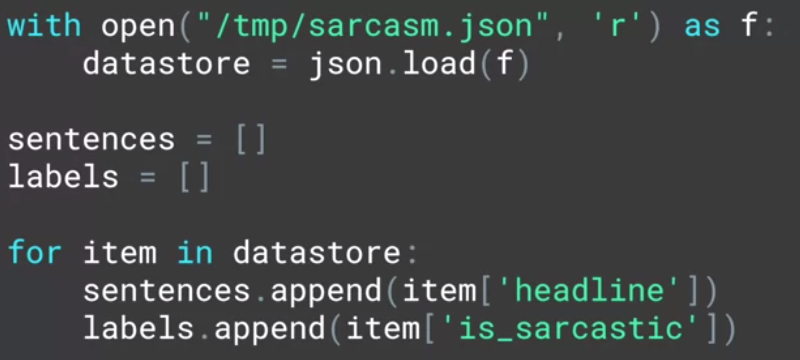 with open("/tmp/sarcasm.json", 'r') as f:
    datastore = json.load(f)

sentences = []
labels = []

for item in datastore:
    sentences.append(item['headline'])
    labels.append(item['is_sarcastic'])